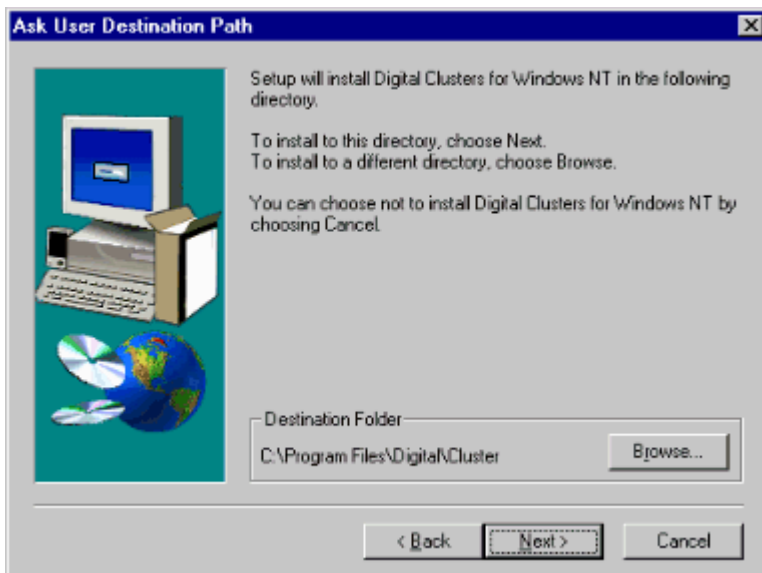 Ask User Destination Path
Setup will install Digital Clusters for Windows NT in the following
directory.
To install to this directory, choose Next.
To install to a different directory, choose Browse.
You can choose not to install Digital Clusters for Windows NT by
choosing Cancel.
Destination Folder
C:\Program Files\Digital\Cluster
Browse...
< Back
Next >
Cancel